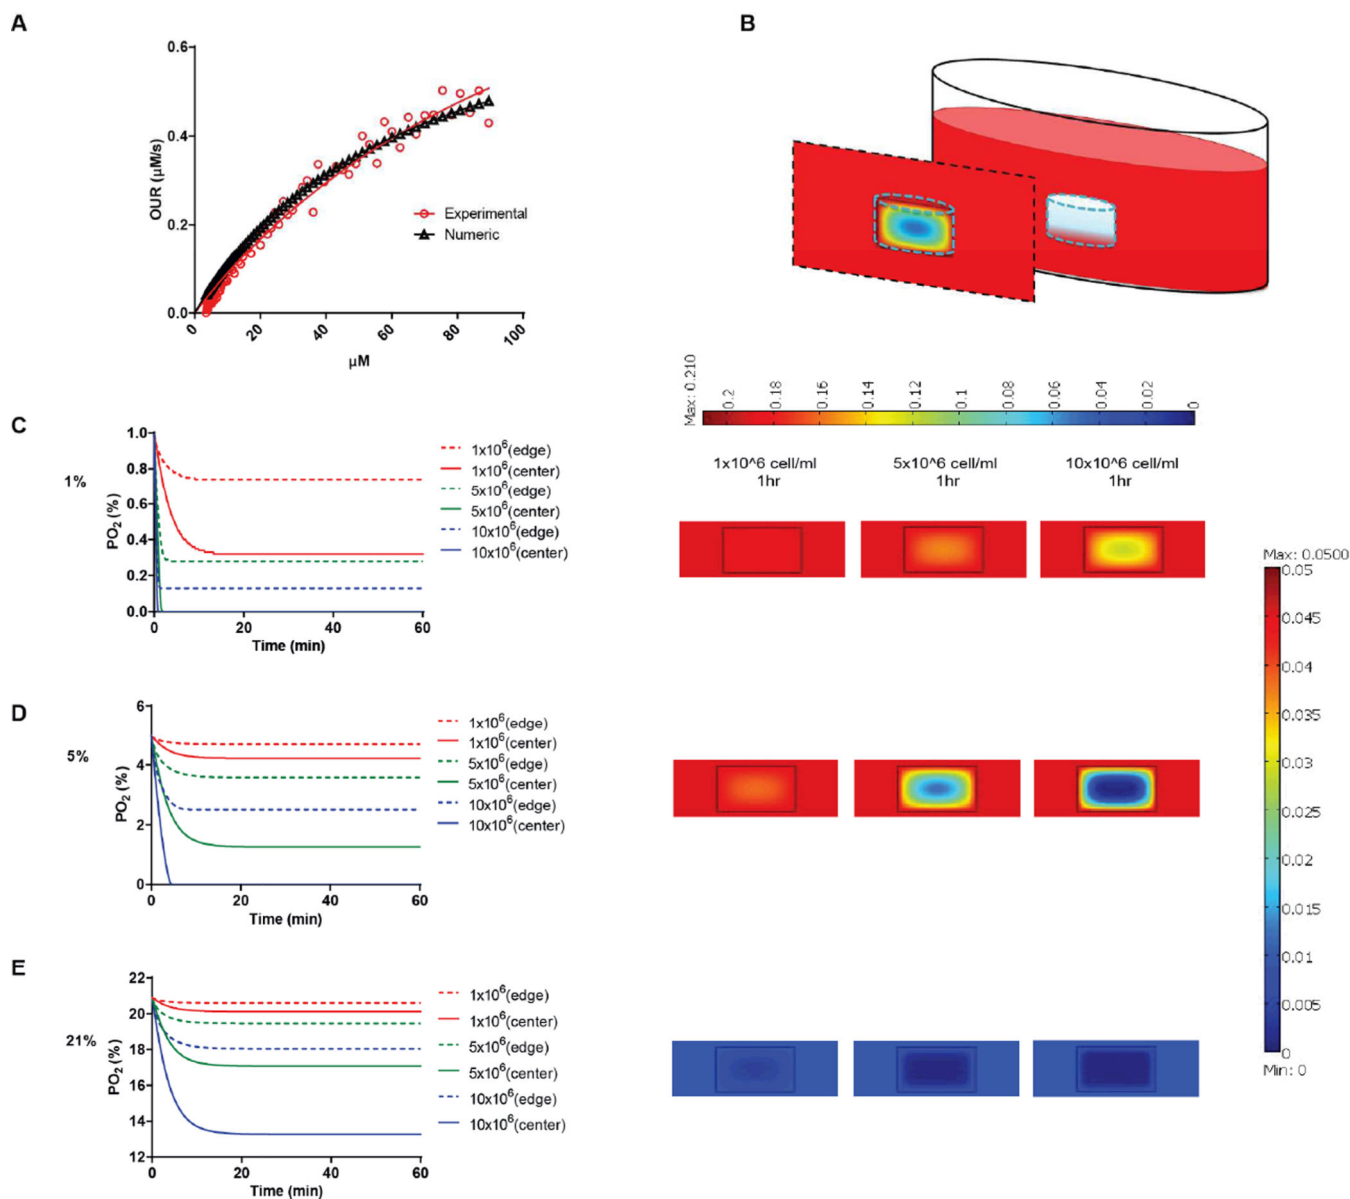 A
0.6
0.4
0.2
0.0
OUR (µM/s)
0
20
40
60
80
100
µM
Experimental
Numeric
B
Max: 0.210
0.2
0.18
0.16
0.14
0.12
0.1
0.08
0.06
0.04
0.02
0
1x10^6 cell/ml
1hr
5x10^6 cell/ml
1hr
10x10^6 cell/ml
1hr
Max: 0.0500
0.05
0.045
0.04
0.035
0.03
0.025
0.02
0.015
0.01
0.005
0
Min: 0
C
1%
1.0
0.8
0.6
0.4
0.2
0.0
PO2 (%)
0
20
40
60
Time (min)
1x10^6(edge)
1x10^6(center)
5x10^6(edge)
5x10^6(center)
10x10^6(edge)
10x10^6(center)
D
5%
6
4
2
0
PO2 (%)
0
20
40
60
Time (min)
1x10^6(edge)
1x10^6(center)
5x10^6(edge)
5x10^6(center)
10x10^6(edge)
10x10^6(center)
E
21%
22
20
18
16
14
12
PO2 (%)
0
20
40
60
Time (min)
1x10^6(edge)
1x10^6(center)
5x10^6(edge)
5x10^6(center)
10x10^6(edge)
10x10^6(center)